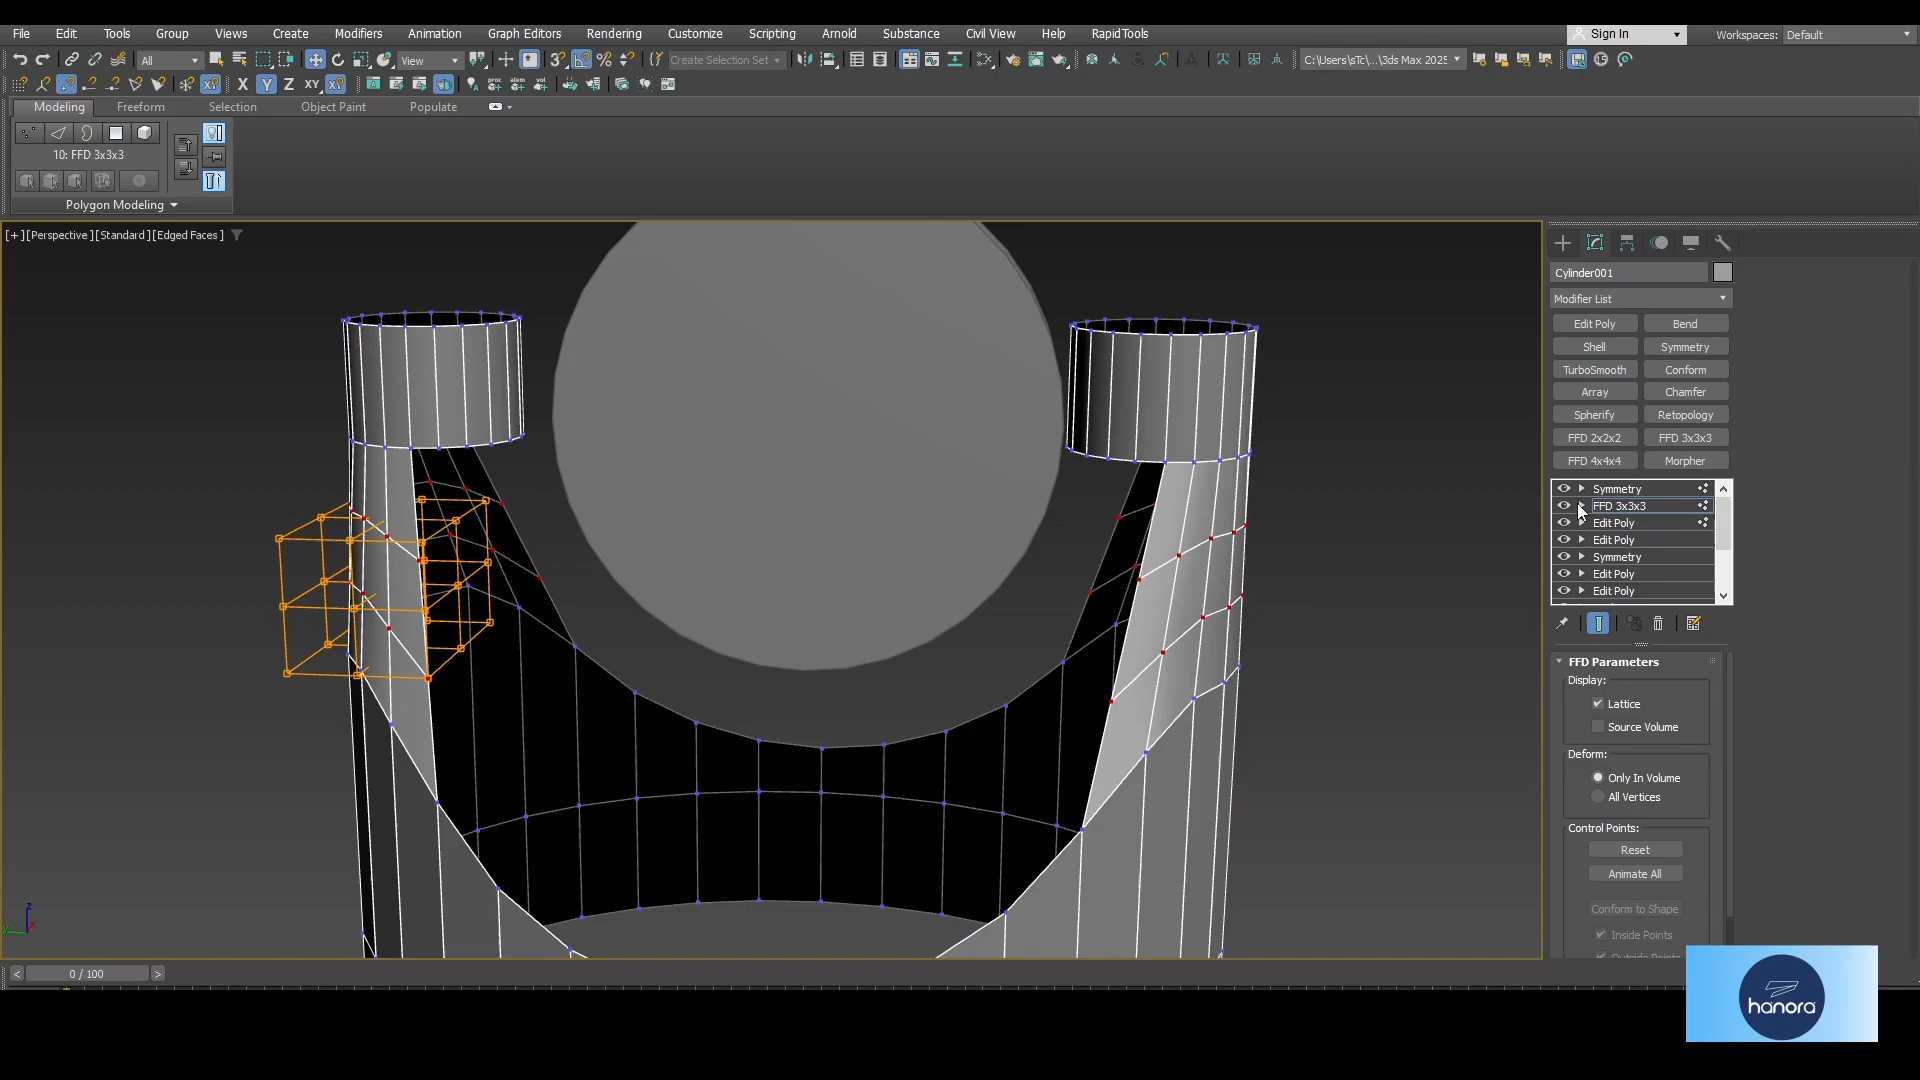 File Edit Tools Group Views Create Modifiers Animation Graph Editors Rendering Customize Scripting Arnold Substance Civil View Help RapidTools Sign In Workspaces: Default
All View Create Selection Set C:\Users\sTc\...\3ds Max 2025
X Y Z XY XY
Modeling Freeform Selection Object Paint Populate
10: FFD 3x3x3
Polygon Modeling
[+] [Perspective] [Standard] [Edged Faces]
Cylinder001
Modifier List
Edit Poly Bend
Shell Symmetry
TurboSmooth Conform
Array Chamfer
Spherify Retopology
FFD 2x2x2 FFD 3x3x3
FFD 4x4x4 Morpher
Symmetry
FFD 3x3x3
Edit Poly
Edit Poly
Symmetry
Edit Poly
Edit Poly
FFD Parameters
Display:
Lattice
Source Volume
Deform:
Only In Volume
All Vertices
Control Points:
Reset
Animate All
Conform to Shape
Inside Points
Outside Points
z
x
y
< 0 / 100 >
hanora